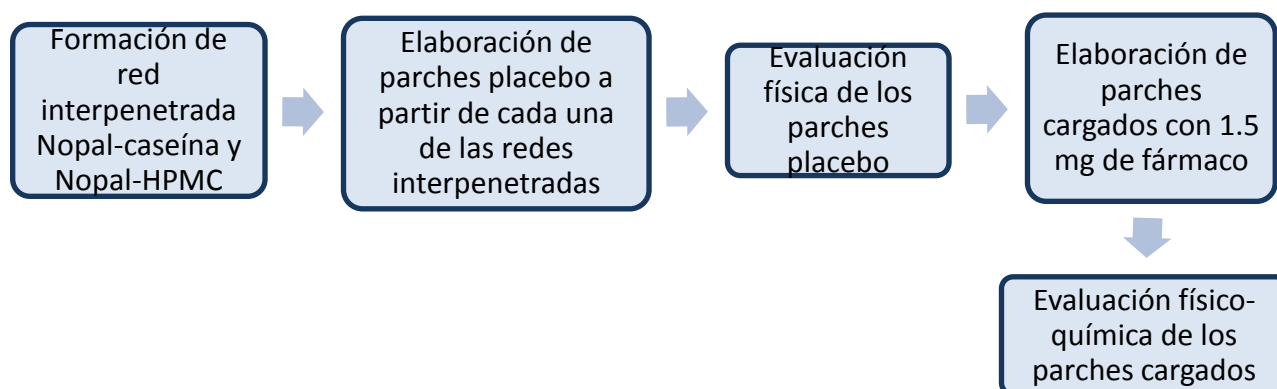 Formación de
red
interpenetrada
Nopal-caseína y
Nopal-HPMC
Elaboración de
parches placebo a
partir de cada una
de las redes
interpenetradas
Evaluación
física de los
parches
placebo
Elaboración de
parches
cargados con 1.5
mg de fármaco
Evaluación físico-
química de los
parches cargados